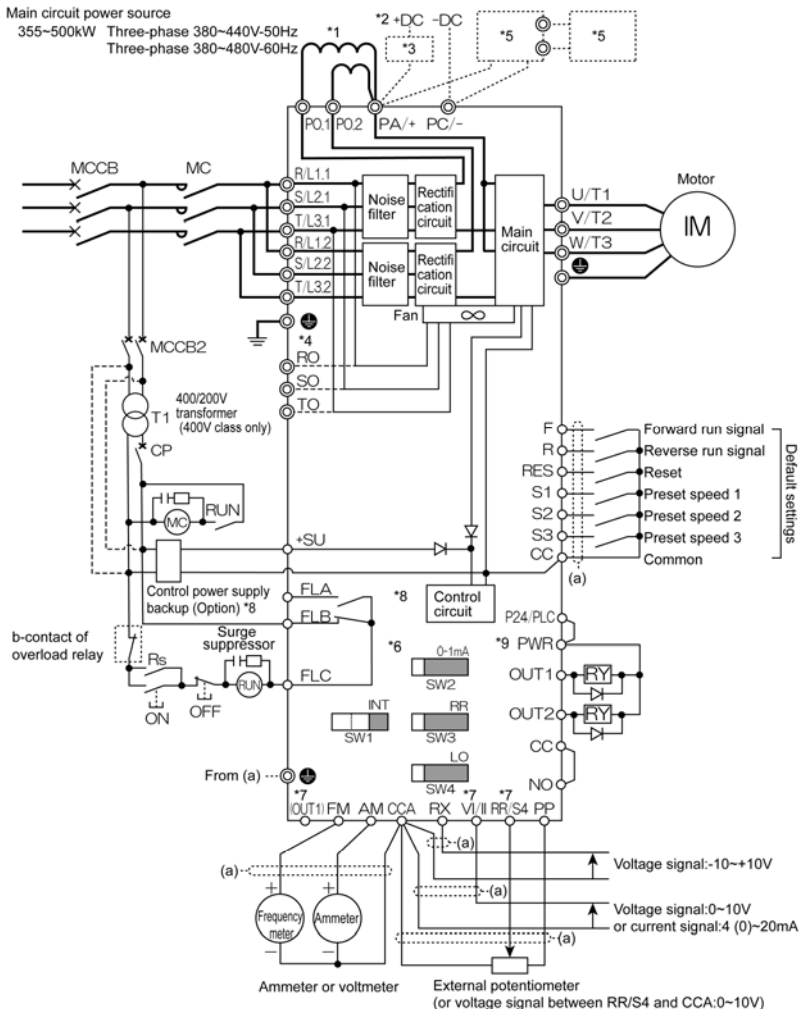 Main circuit power source
355~500kW Three-phase 380~440V-50Hz
Three-phase 380~480V-60Hz
*1
*2 +DC -DC
*3
*5
*5
PO.1 PO.2 PA/+ PC/-
MCCB
MC
R/L1.1
S/L2.1
T/L3.1
R/L1.2
S/L2.2
T/L3.2
Noise
filter
Rectifi
cation
circuit
Noise
filter
Rectifi
cation
circuit
Main
circuit
Fan
U/T1
V/T2
W/T3
Motor
IM
*4
RO
SO
TO
MCCB2
T1
400/200V
transformer
(400V class only)
CP
RUN
MC
+SU
Control power supply
backup (Option) *8
FLA
FLB
FLC
*8
Control
circuit
b-contact of
overload relay
Surge
suppressor
Rs
ON
OFF
RUN
F
Forward run signal
R
Reverse run signal
RES
Reset
S1
Preset speed 1
S2
Preset speed 2
S3
Preset speed 3
CC
Common
(a)
Default settings
P24/PLC
*9 PWR
OUT1
RY
OUT2
RY
CC
NO
*6
0~1mA
SW2
INT
SW1
RR
SW3
LO
SW4
From (a)
*7
*7
*7
(OUT1) FM AM CCA RX VI/II RR/S4 PP
(a)
(a)
(a)
(a)
+
+
Frequency
meter
Ammeter
−
−
Voltage signal:-10~+10V
Voltage signal:0~10V
or current signal:4 (0)~20mA
Ammeter or voltmeter
External potentiometer
(or voltage signal between RR/S4 and CCA:0~10V)